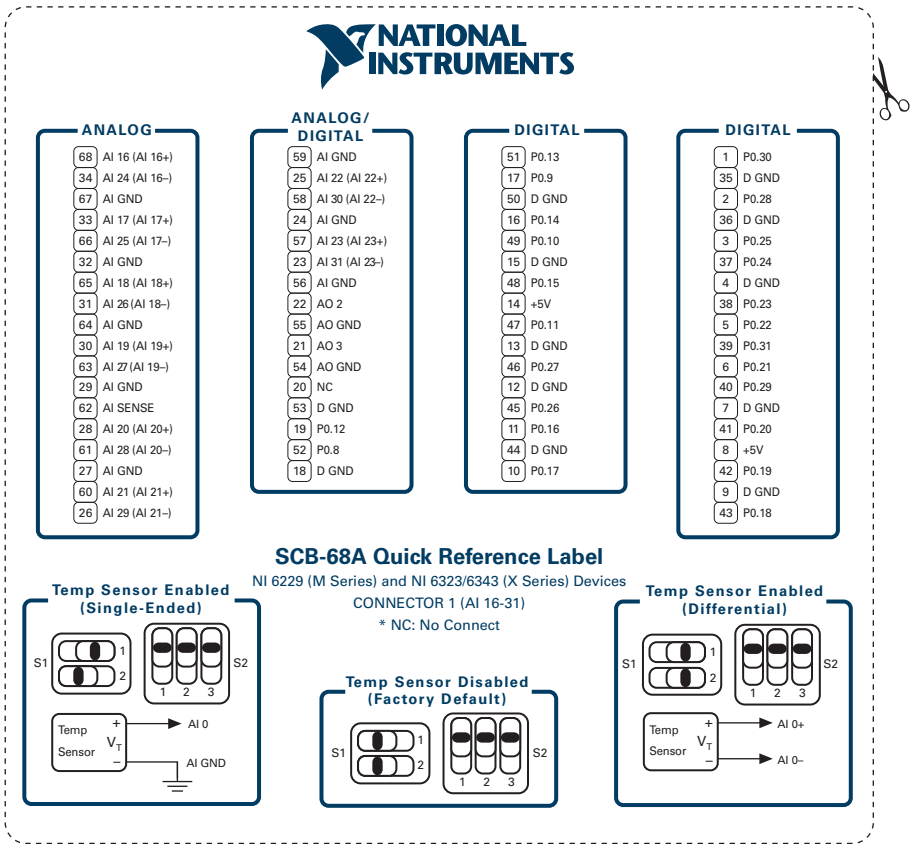 NATIONAL
INSTRUMENTS
ANALOG
68 AI 16 (AI 16+)
34 AI 24 (AI 16–)
67 AI GND
33 AI 17 (AI 17+)
66 AI 25 (AI 17–)
32 AI GND
65 AI 18 (AI 18+)
31 AI 26 (AI 18–)
64 AI GND
30 AI 19 (AI 19+)
63 AI 27 (AI 19–)
29 AI GND
62 AI SENSE
28 AI 20 (AI 20+)
61 AI 28 (AI 20–)
27 AI GND
60 AI 21 (AI 21+)
26 AI 29 (AI 21–)
ANALOG/
DIGITAL
59 AI GND
25 AI 22 (AI 22+)
58 AI 30 (AI 22–)
24 AI GND
57 AI 23 (AI 23+)
23 AI 31 (AI 23–)
56 AI GND
22 AO 2
55 AO GND
21 AO 3
54 AO GND
20 NC
53 D GND
19 P0.12
52 P0.8
18 D GND
DIGITAL
51 P0.13
17 P0.9
50 D GND
16 P0.14
49 P0.10
15 D GND
48 P0.15
14 +5V
47 P0.11
13 D GND
46 P0.27
12 D GND
45 P0.26
11 P0.16
44 D GND
10 P0.17
DIGITAL
1 P0.30
35 D GND
2 P0.28
36 D GND
3 P0.25
37 P0.24
4 D GND
38 P0.23
5 P0.22
39 P0.31
6 P0.21
40 P0.29
7 D GND
41 P0.20
8 +5V
42 P0.19
9 D GND
43 P0.18
SCB-68A Quick Reference Label
NI 6229 (M Series) and NI 6323/6343 (X Series) Devices
CONNECTOR 1 (AI 16-31)
* NC: No Connect
Temp Sensor Enabled
(Single-Ended)
S1 1 2
S2 1 2 3
Temp
Sensor
+ VT –
AI 0
AI GND
Temp Sensor Disabled
(Factory Default)
S1 1 2
S2 1 2 3
Temp Sensor Enabled
(Differential)
S1 1 2
S2 1 2 3
Temp
Sensor
+ VT –
AI 0+
AI 0–